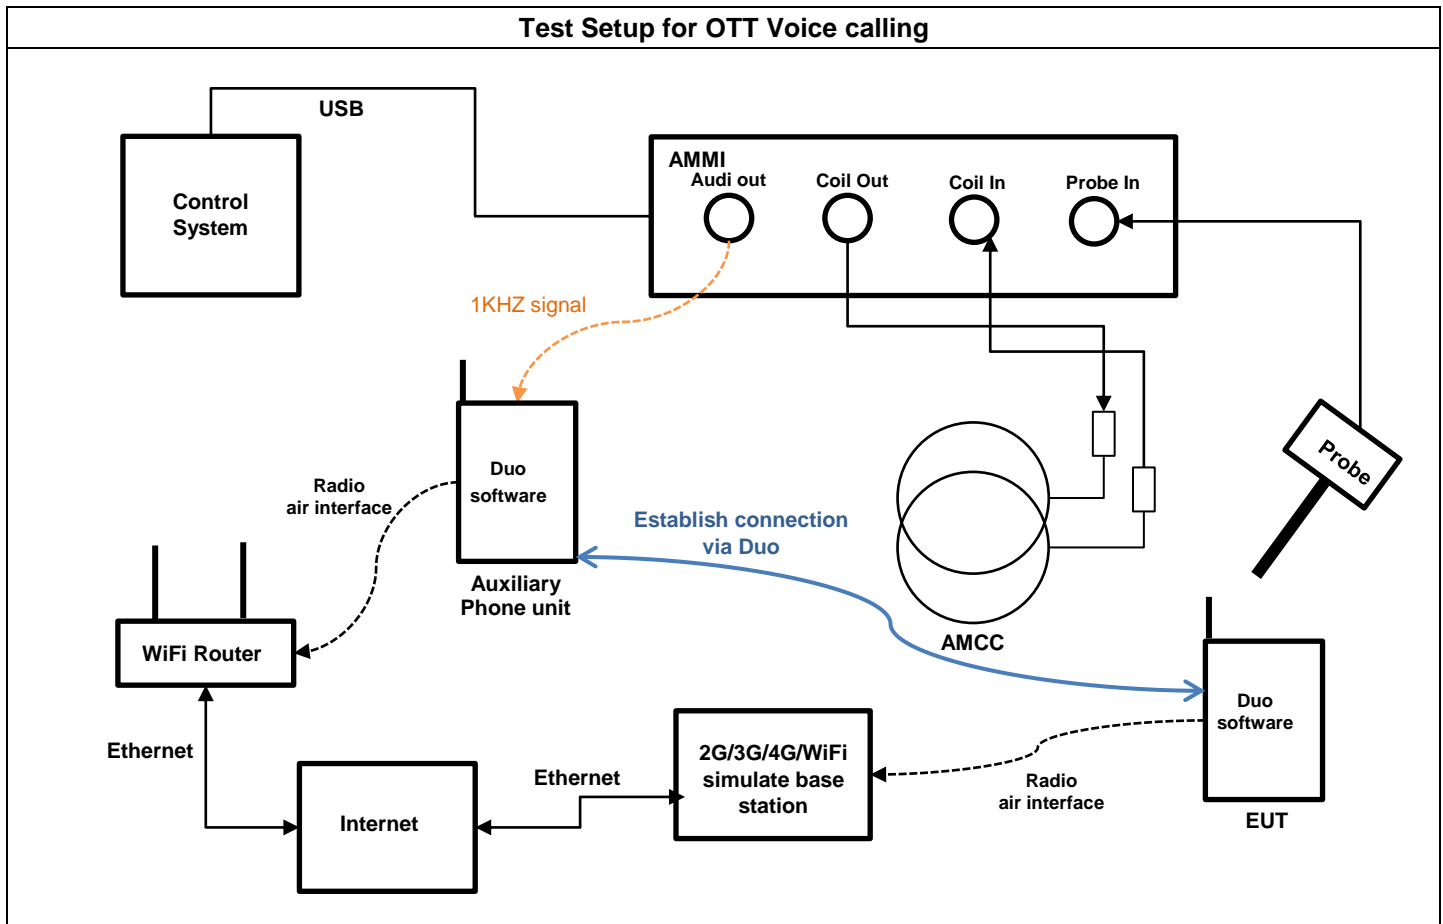 Test Setup for OTT Voice calling
USB
Control
System
AMMI
Audi out
Coil Out
Coil In
Probe In
1KHZ signal
Probe
Duo
software
Radio
air interface
Establish connection
via Duo
Auxiliary
Phone unit
AMCC
WiFi Router
Duo
software
2G/3G/4G/WiFi
simulate base
station
Ethernet
Ethernet
Radio
air interface
Internet
EUT